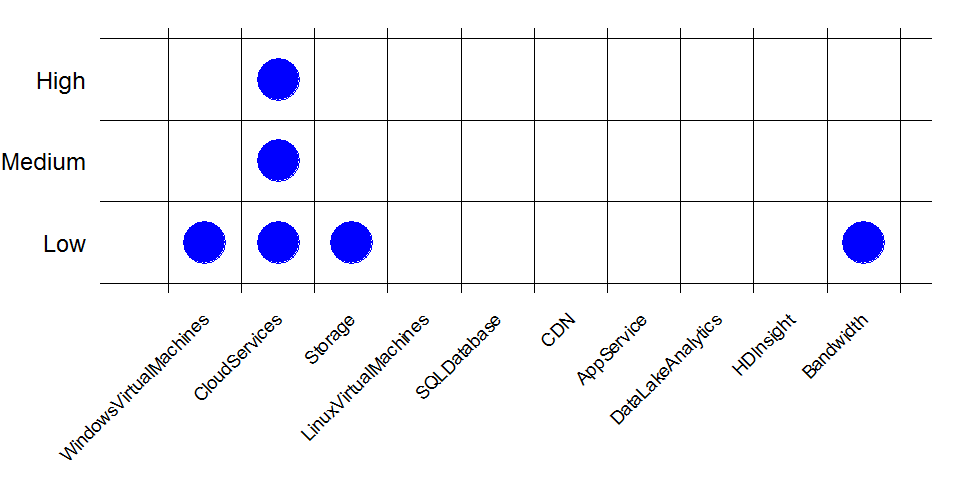 High
Medium
Low
WindowsVirtualMachines
CloudServices
Storage
LinuxVirtualMachines
SQLDatabase
CDN
AppService
DataLakeAnalytics
HDInsight
Bandwidth